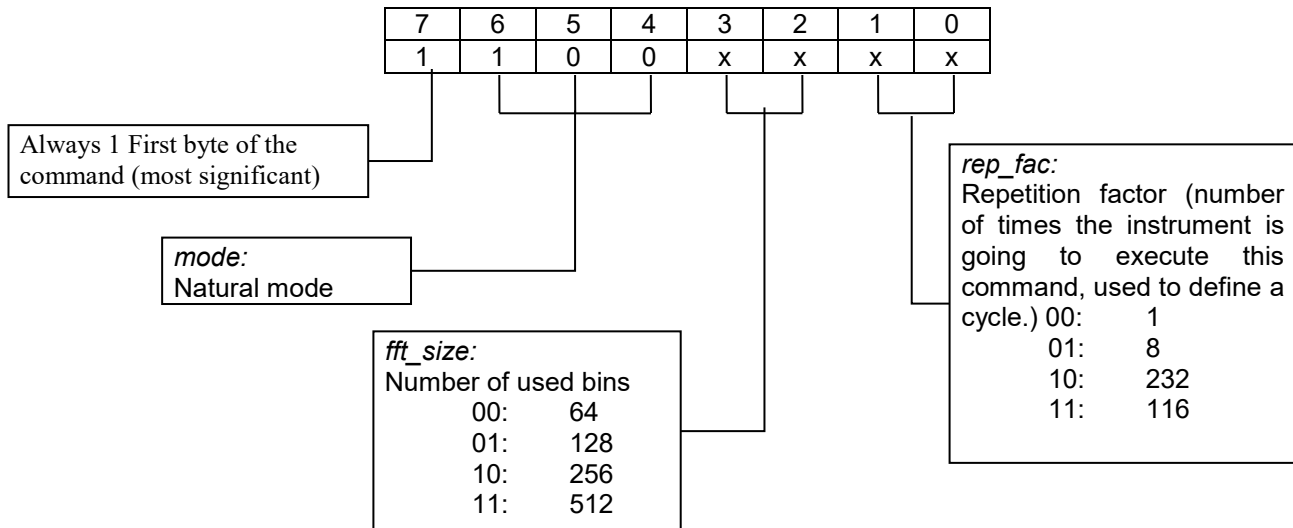 7 6 5 4 3 2 1 0
1 1 0 0 x x x x
Always 1 First byte of the
command (most significant)
mode:
Natural mode
fft_size:
Number of used bins
00: 64
01: 128
10: 256
11: 512
rep_fac:
Repetition factor (number
of times the instrument is
going to execute this
command, used to define a
cycle.) 00: 1
01: 8
10: 232
11: 116